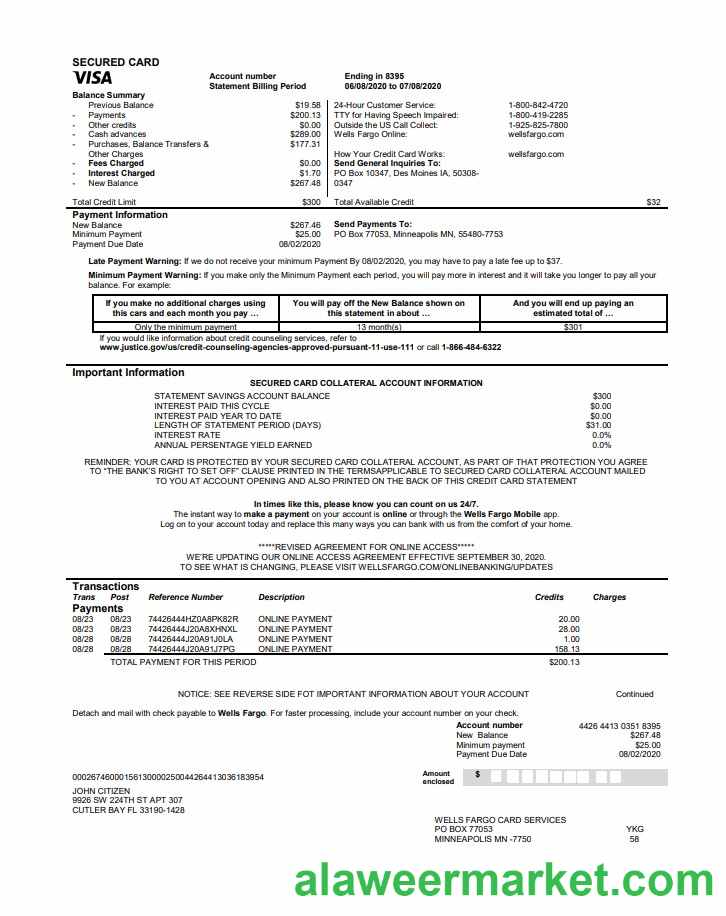 SECURED CARD
VISA
Account number Ending in 8395
Statement Billing Period 06/08/2020 to 07/08/2020
Balance Summary
Previous Balance $19.58
- Payments $200.13
- Other credits $0.00
- Cash advances $289.00
- Purchases, Balance Transfers & $177.31
Other Charges
- Fees Charged $0.00
- Interest Charged $1.70
- New Balance $267.48
24-Hour Customer Service: 1-800-842-4720
TTY for Having Speech Impaired: 1-800-419-2285
Outside the US Call Collect: 1-925-825-7800
Wells Fargo Online: wellsfargo.com
How Your Credit Card Works: wellsfargo.com
Send General Inquiries To:
PO Box 10347, Des Moines IA, 50308-
0347
Total Credit Limit $300 Total Available Credit $32
Payment Information
New Balance $267.46
Minimum Payment $25.00
Payment Due Date 08/02/2020
Send Payments To:
PO Box 77053, Minneapolis MN, 55480-7753
Late Payment Warning: If we do not receive your minimum Payment By 08/02/2020, you may have to pay a late fee up to $37.
Minimum Payment Warning: If you make only the Minimum Payment each period, you will pay more in interest and it will take you longer to pay all your
balance. For example:
If you make no additional charges using
this cars and each month you pay …
You will pay off the New Balance shown on
this statement in about …
And you will end up paying an
estimated total of …
Only the minimum payment 13 month(s) $301
If you would like information about credit counseling services, refer to
www.justice.gov/us/credit-counseling-agencies-approved-pursuant-11-use-111 or call 1-866-484-6322
Important Information
SECURED CARD COLLATERAL ACCOUNT INFORMATION
STATEMENT SAVINGS ACCOUNT BALANCE $300
INTEREST PAID THIS CYCLE $0.00
INTEREST PAID YEAR TO DATE $0.00
LENGTH OF STATEMENT PERIOD (DAYS) $31.00
INTEREST RATE 0.0%
ANNUAL PERSENTAGE YIELD EARNED 0.0%
REMINDER: YOUR CARD IS PROTECTED BY YOUR SECURED CARD COLLATERAL ACCOUNT, AS PART OF THAT PROTECTION YOU AGREE
TO “THE BANK’S RIGHT TO SET OFF” CLAUSE PRINTED IN THE TERMSAPPLICABLE TO SECURED CARD COLLATERAL ACCOUNT MAILED
TO YOU AT ACCOUNT OPENING AND ALSO PRINTED ON THE BACK OF THIS CREDIT CARD STATEMENT
In times like this, please know you can count on us 24/7.
The instant way to make a payment on your account is online or through the Wells Fargo Mobile app.
Log on to your account today and replace this many ways you can bank with us from the comfort of your home.
*****REVISED AGREEMENT FOR ONLINE ACCESS*****
WE'RE UPDATING OUR ONLINE ACCESS AGREEMENT EFFECTIVE SEPTEMBER 30, 2020.
TO SEE WHAT IS CHANGING, PLEASE VISIT WELLSFARGO.COM/ONLINEBANKING/UPDATES
Transactions
Trans Post Reference Number Description Credits Charges
Payments
08/23 08/23 74426444HZ0A8PK82R ONLINE PAYMENT 20.00
08/23 08/23 74426444J20A8XHNXL ONLINE PAYMENT 28.00
08/28 08/28 74426444J20A91J0LA ONLINE PAYMENT 1.00
08/28 08/28 74426444J20A91J7PG ONLINE PAYMENT 158.13
TOTAL PAYMENT FOR THIS PERIOD $200.13
NOTICE: SEE REVERSE SIDE FOT IMPORTANT INFORMATION ABOUT YOUR ACCOUNT Continued
Detach and mail with check payable to Wells Fargo. For faster processing, include your account number on your check.
Account number 4426 4413 0351 8395
New Balance $267.48
Minimum payment $25.00
Payment Due Date 08/02/2020
00026746000156130000250044264413036183954
Amount
enclosed
$
JOHN CITIZEN
9926 SW 224TH ST APT 307
CUTLER BAY FL 33190-1428
WELLS FARGO CARD SERVICES
PO BOX 77053 YKG
MINNEAPOLIS MN -7750 58
alaweermarket.com